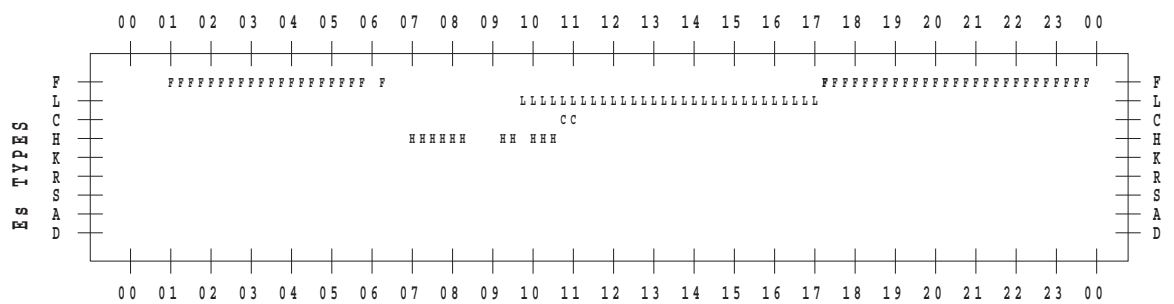 00 01 02 03 04 05 06 07 08 09 10 11 12 13 14 15 16 17 18 19 20 21 22 23 00
F FFFFFFFFFFFFFFFFFFFF F FFFFFFFFFFFFFFFFFFFFFFFFFFF F
L LLLLLLLLLLLLLLLLLLLLLLLLLLLLLL L
C CC C
H HHHHHH HH HHH H
K K
R R
S S
A A
D D
Es TYPES
00 01 02 03 04 05 06 07 08 09 10 11 12 13 14 15 16 17 18 19 20 21 22 23 00